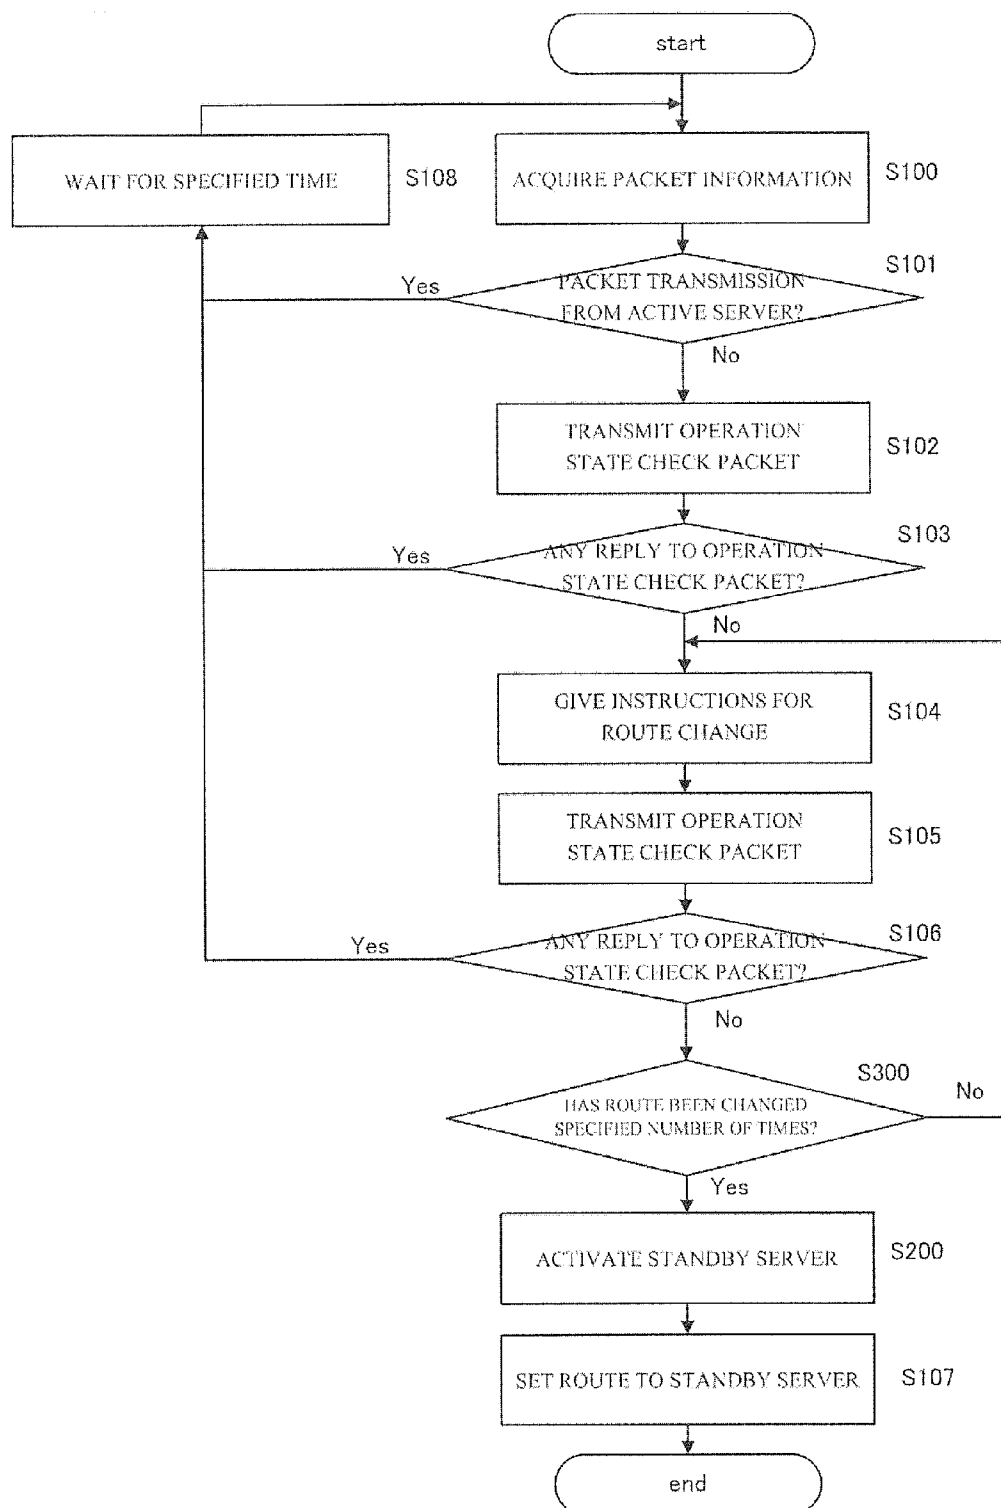 start
WAIT FOR SPECIFIED TIME
S108
ACQUIRE PACKET INFORMATION
S100
Yes
PACKET TRANSMISSION
FROM ACTIVE SERVER?
S101
No
TRANSMIT OPERATION
STATE CHECK PACKET
S102
Yes
ANY REPLY TO OPERATION
STATE CHECK PACKET?
S103
No
GIVE INSTRUCTIONS FOR
ROUTE CHANGE
S104
TRANSMIT OPERATION
STATE CHECK PACKET
S105
Yes
ANY REPLY TO OPERATION
STATE CHECK PACKET?
S106
No
HAS ROUTE BEEN CHANGED
SPECIFIED NUMBER OF TIMES?
S300
No
Yes
ACTIVATE STANDBY SERVER
S200
SET ROUTE TO STANDBY SERVER
S107
end